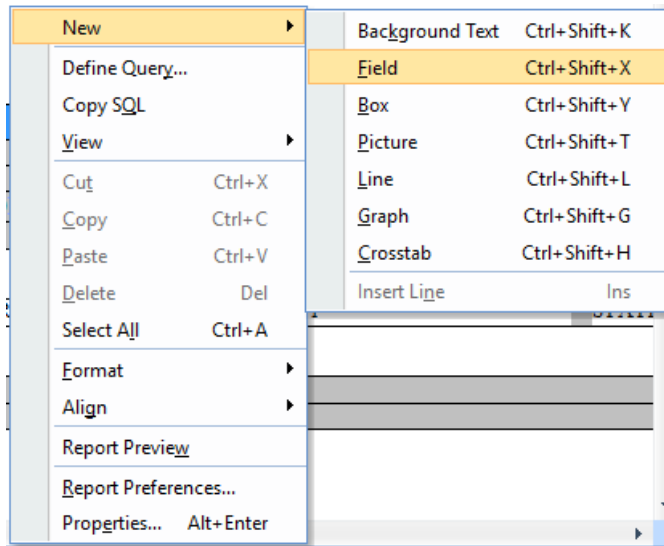 New
Define Query...
Copy SQL
View
Cut Ctrl+X
Copy Ctrl+C
Paste Ctrl+V
Delete Del
Select All Ctrl+A
Format
Align
Report Preview
Report Preferences...
Properties... Alt+Enter
Background Text Ctrl+Shift+K
Field Ctrl+Shift+X
Box Ctrl+Shift+Y
Picture Ctrl+Shift+T
Line Ctrl+Shift+L
Graph Ctrl+Shift+G
Crosstab Ctrl+Shift+H
Insert Line Ins